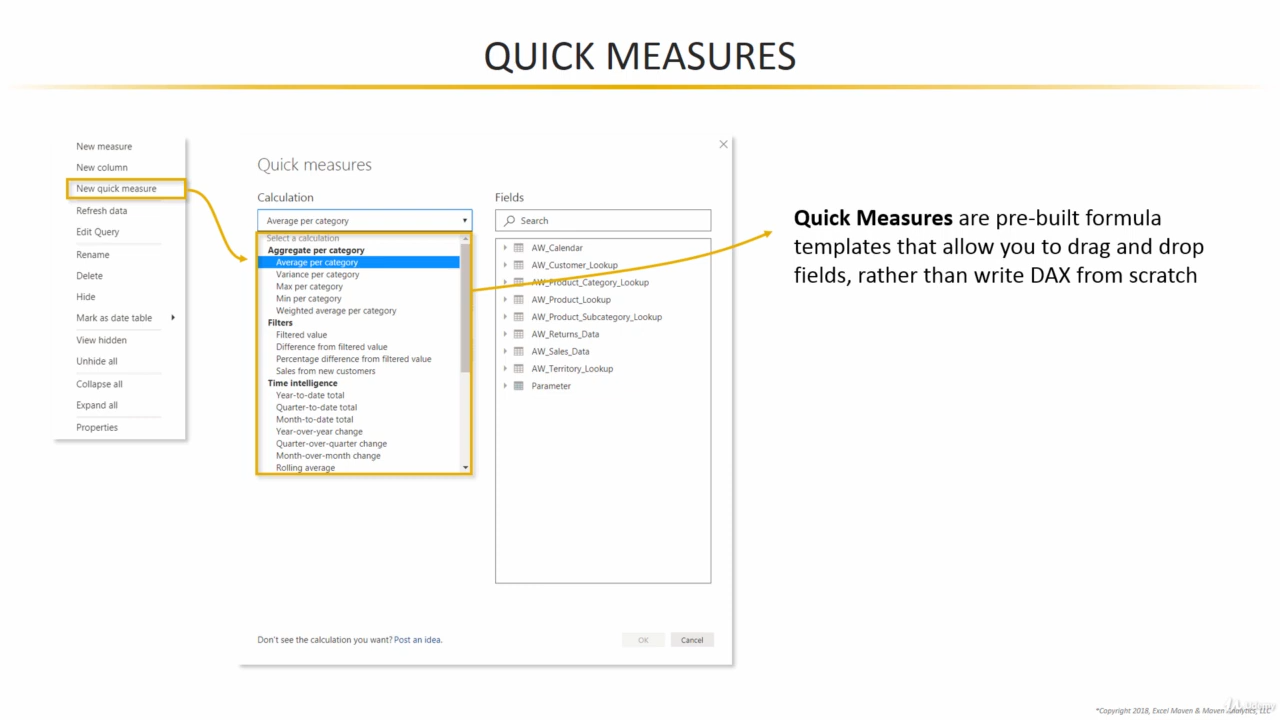 QUICK MEASURES
New measure
New column
New quick measure
Refresh data
Edit Query
Rename
Delete
Hide
Mark as date table
View hidden
Unhide all
Collapse all
Expand all
Properties
Quick measures
Calculation
Average per category
Select a calculation
Aggregate per category
Average per category
Variance per category
Max per category
Min per category
Weighted average per category
Filters
Filtered value
Difference from filtered value
Percentage difference from filtered value
Sales from new customers
Time intelligence
Year-to-date total
Quarter-to-date total
Month-to-date total
Year-over-year change
Quarter-over-quarter change
Month-over-month change
Rolling average
Fields
Search
AW_Calendar
AW_Customer_Lookup
AW_Product_Category_Lookup
AW_Product_Lookup
AW_Product_Subcategory_Lookup
AW_Returns_Data
AW_Sales_Data
AW_Territory_Lookup
Parameter
Don't see the calculation you want? Post an idea.
OK
Cancel
Quick Measures are pre-built formula
templates that allow you to drag and drop
fields, rather than write DAX from scratch
*Copyright 2018, Excel Maven & Maven Analytics, LLC
Udemy